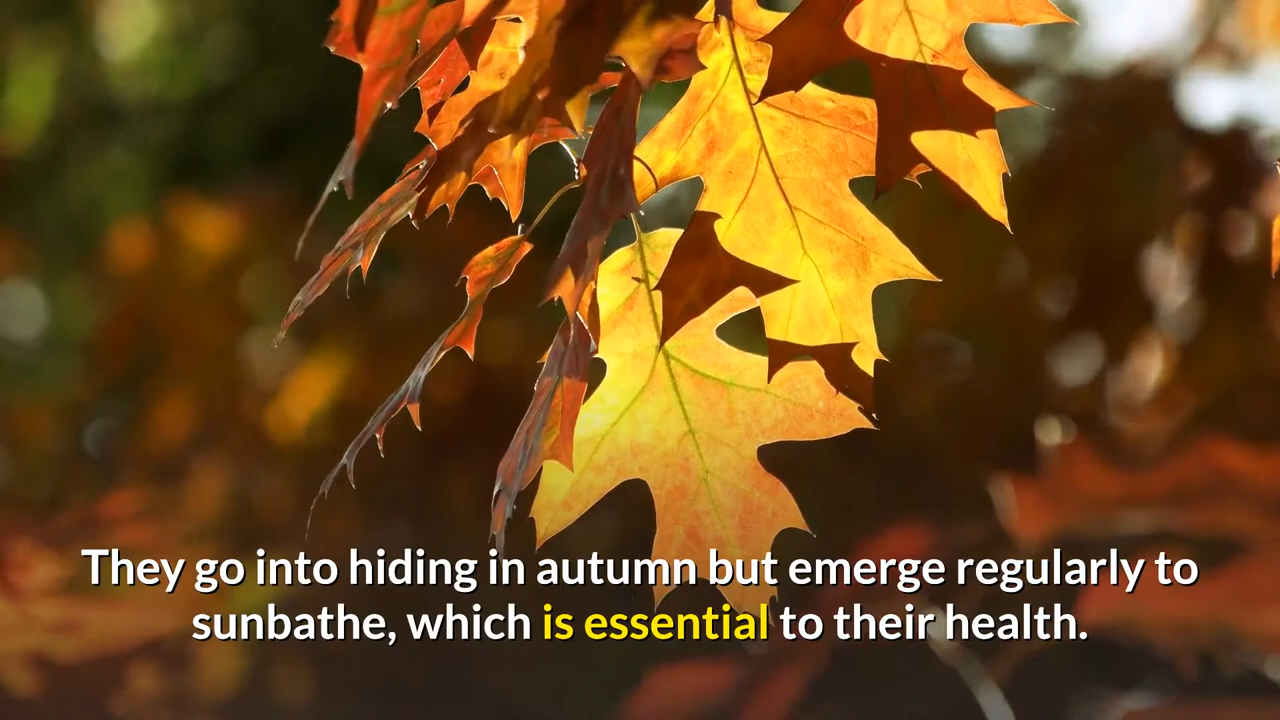 They go into hiding in autumn but emerge regularly to
sunbathe, which is essential to their health.